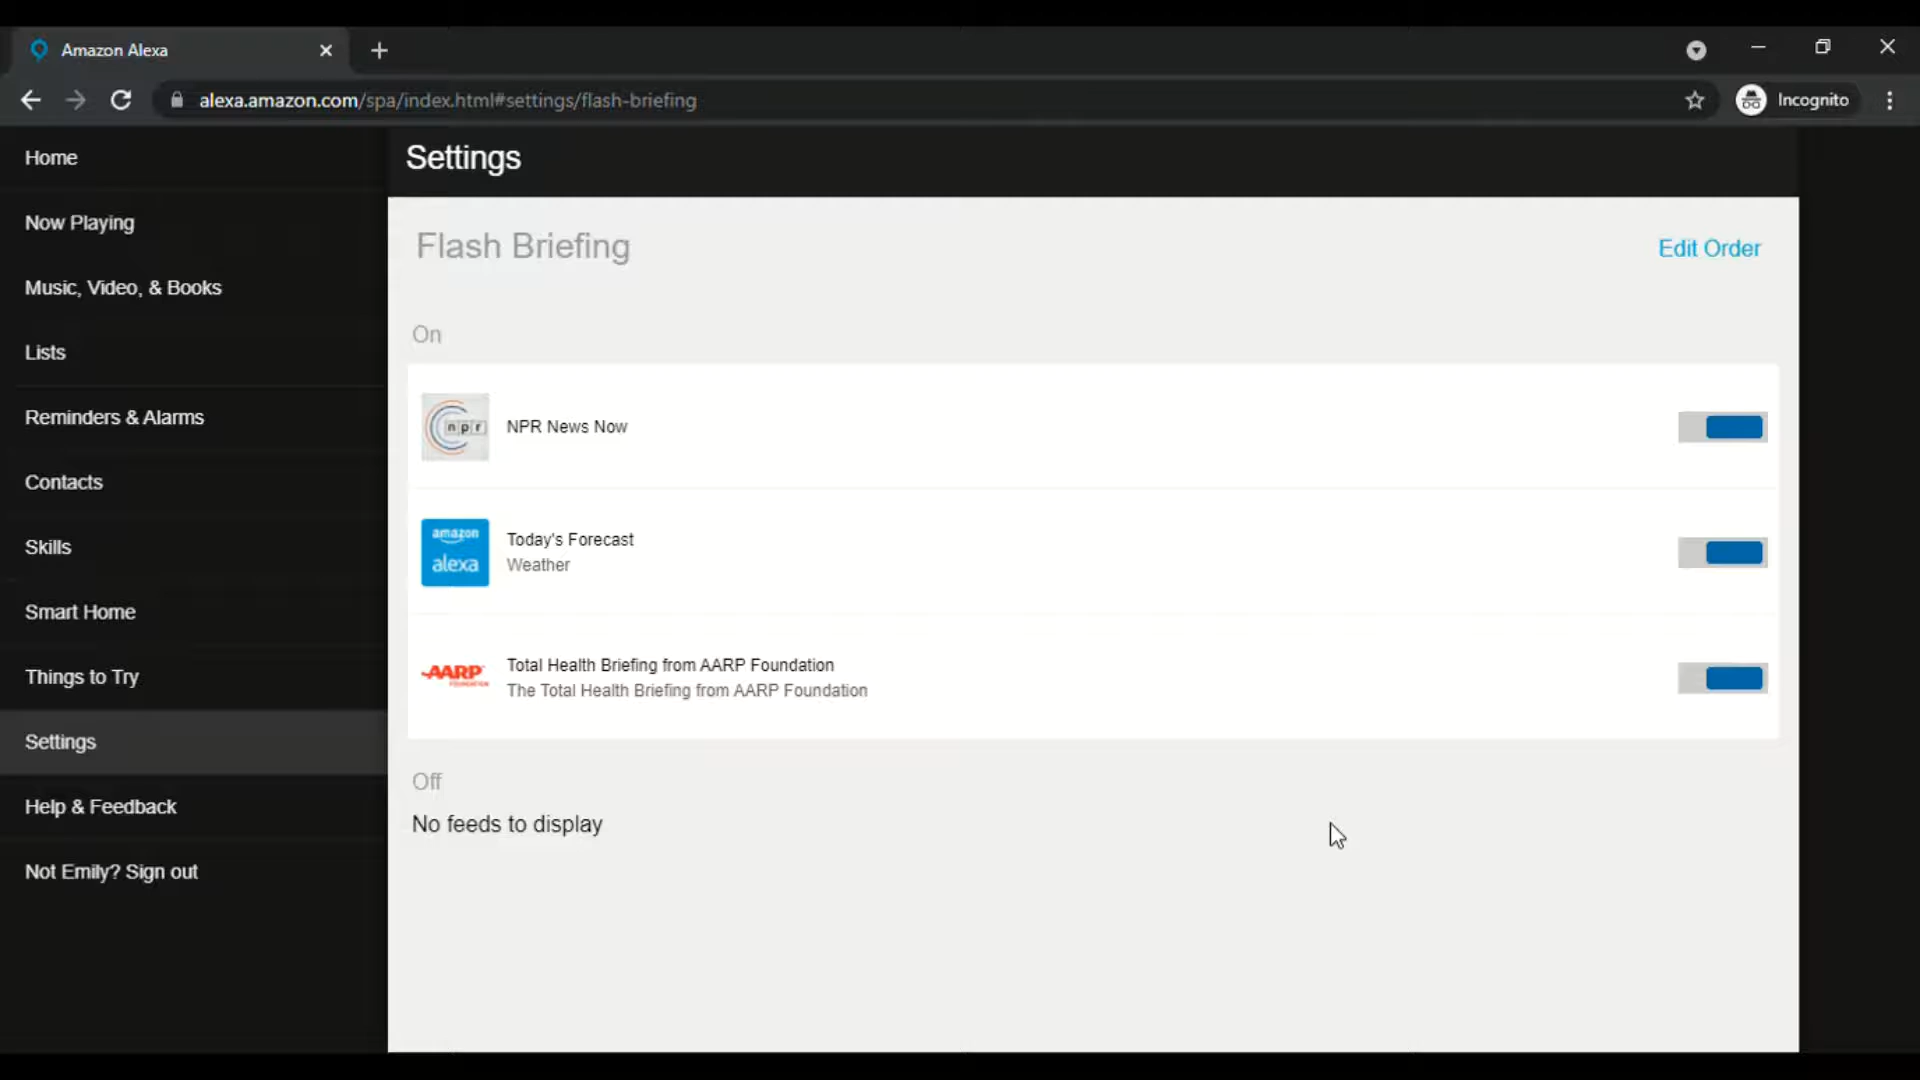 Amazon Alexa
alexa.amazon.com/spa/index.html#settings/flash-briefing
Incognito
Home
Now Playing
Music, Video, & Books
Lists
Reminders & Alarms
Contacts
Skills
Smart Home
Things to Try
Settings
Help & Feedback
Not Emily? Sign out
Settings
Flash Briefing
Edit Order
On
npr
NPR News Now
amazon
alexa
Today's Forecast
Weather
AARP
FOUNDATION
Total Health Briefing from AARP Foundation
The Total Health Briefing from AARP Foundation
Off
No feeds to display